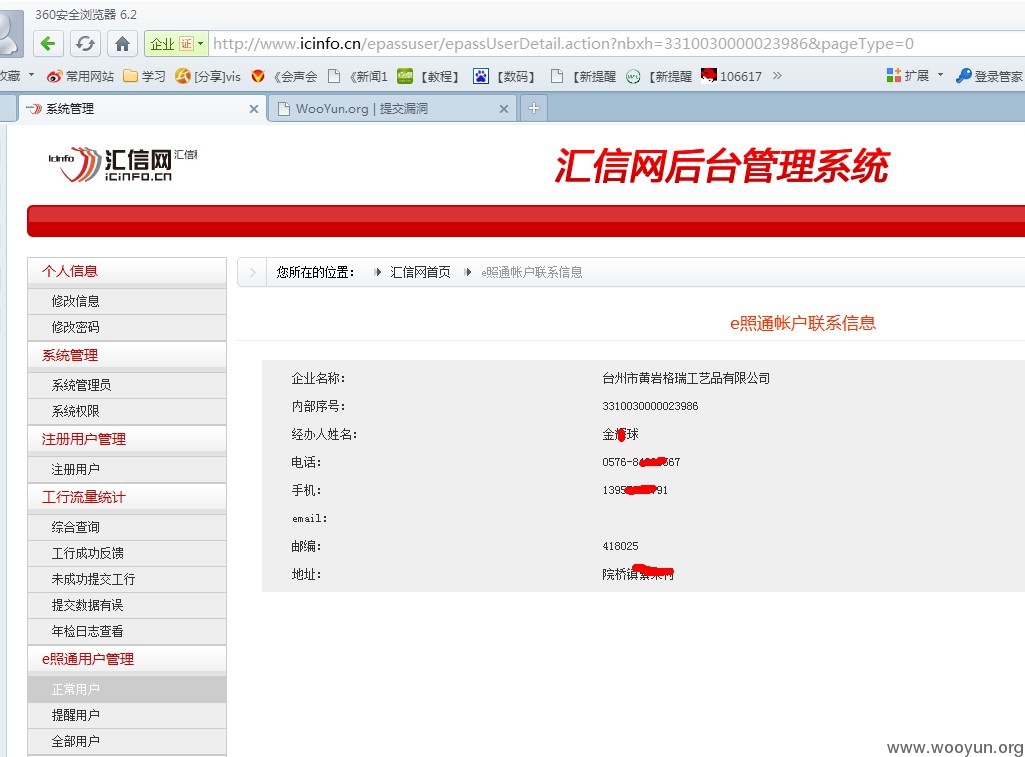 360安全浏览器 6.2
企业 证 http://www.icinfo.cn/epassuser/epassUserDetail.action?nbxh=3310030000023986&pageType=0
收藏 常用网站 学习 [分享]vis 《会声会 《新闻1 【教程】 【数码】 【新提醒 【新提醒 106617 » 扩展 登录管家
系统管理 WooYun.org | 提交漏洞
Icinfo 汇信网 汇信
icinfo.cn
汇信网后台管理系统
个人信息
修改信息
修改密码
系统管理
系统管理员
系统权限
注册用户管理
注册用户
工行流量统计
综合查询
工行成功反馈
未成功提交工行
提交数据有误
年检日志查看
e照通用户管理
正常用户
提醒用户
全部用户
您所在的位置: 汇信网首页 e照通帐户联系信息
e照通帐户联系信息
企业名称: 台州市黄岩格瑞工艺品有限公司
内部序号: 3310030000023986
经办人姓名: 金 球
电话: 0576-8 67
手机: 1395 91
email:
邮编: 418025
地址: 院桥镇
www.wooyun.org